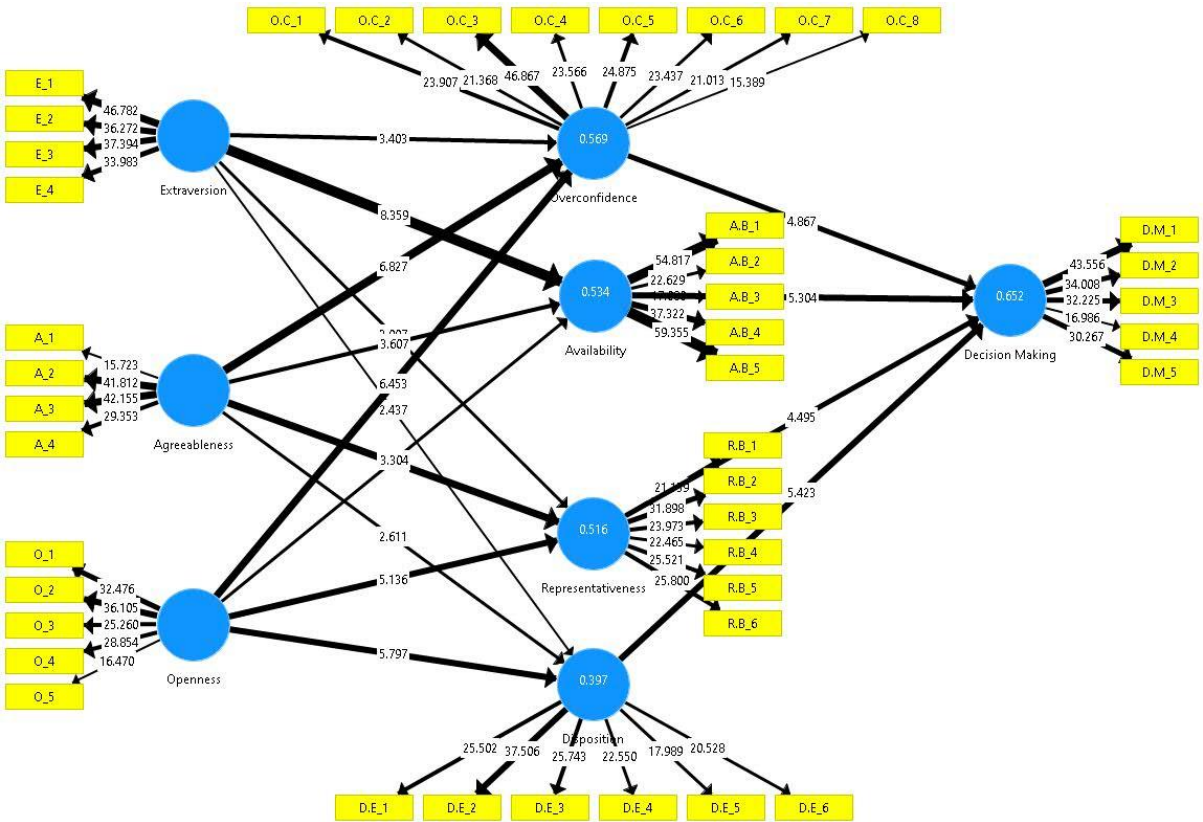 O.C_1 O.C_2 O.C_3 O.C_4 O.C_5 O.C_6 O.C_7 O.C_8
23.907 21.368 46.867 23.566 24.875 23.437 21.013 15.389
E_1
E_2
E_3
E_4
46.782
36.272
37.394
33.983
Extraversion
3.403
8.359
0.569
Overconfidence
4.867
A.B_1
A.B_2
A.B_3
A.B_4
A.B_5
54.817
22.629
37.322
59.355
0.534
Availability
5.304
6.827
3.607
A_1
A_2
A_3
A_4
15.723
41.812
42.155
29.353
Agreeableness
6.453
2.437
3.304
2.611
D.M_1
D.M_2
D.M_3
D.M_4
D.M_5
43.556
34.008
32.225
16.986
30.267
0.652
Decision Making
4.495
5.423
R.B_1
R.B_2
R.B_3
R.B_4
R.B_5
R.B_6
31.898
23.973
22.465
25.521
25.800
0.516
Representativeness
O_1
O_2
O_3
O_4
O_5
32.476
36.105
25.260
28.854
16.470
Openness
5.136
5.797
0.397
Disposition
25.502 37.506 25.743 22.550 17.989 20.528
D.E_1 D.E_2 D.E_3 D.E_4 D.E_5 D.E_6